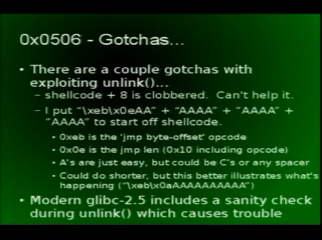 0x0506 - Gotchas...
• There are a couple gotchas with
exploiting unlink()...
– shellcode + 8 is clobbered. Can't help it.
– I put "\xeb\x0eAA" + "AAAA" + "AAAA" +
"AAAA" to start off shellcode.
• 0xeb is the 'jmp byte-offset' opcode
• 0x0e is the jmp len (0x10 including opcode)
• A's are just easy, but could be C's or any spacer
• Could do shorter, but this better illustrates what's
happening ("\eb\x0aAAAAAAAAAA")
• Modern glibc-2.5 includes a sanity check
during unlink() which causes trouble